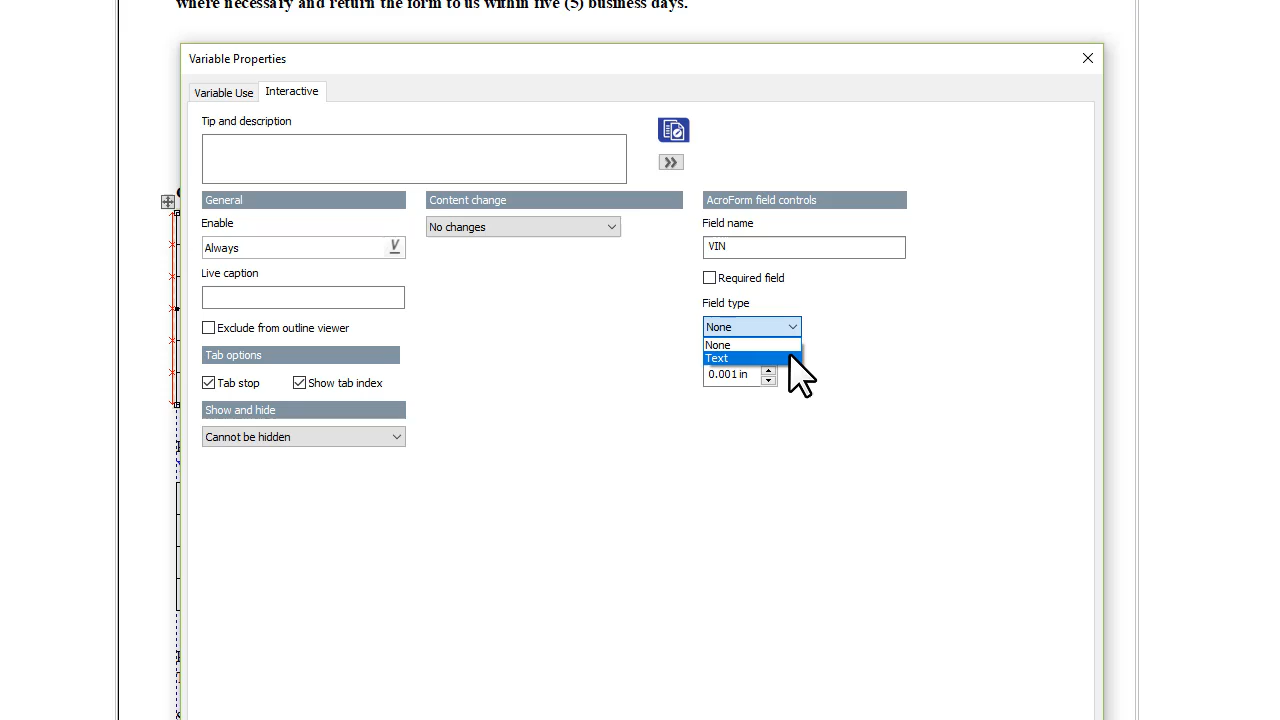 where necessary and return the form to us within five (5) business days.
Variable Properties
Variable Use
Interactive
Tip and description
General
Enable
Always
Live caption
Exclude from outline viewer
Tab options
Tab stop
Show tab index
Show and hide
Cannot be hidden
Content change
No changes
AcroForm field controls
Field name
VIN
Required field
Field type
None
None
Text
0.001 in